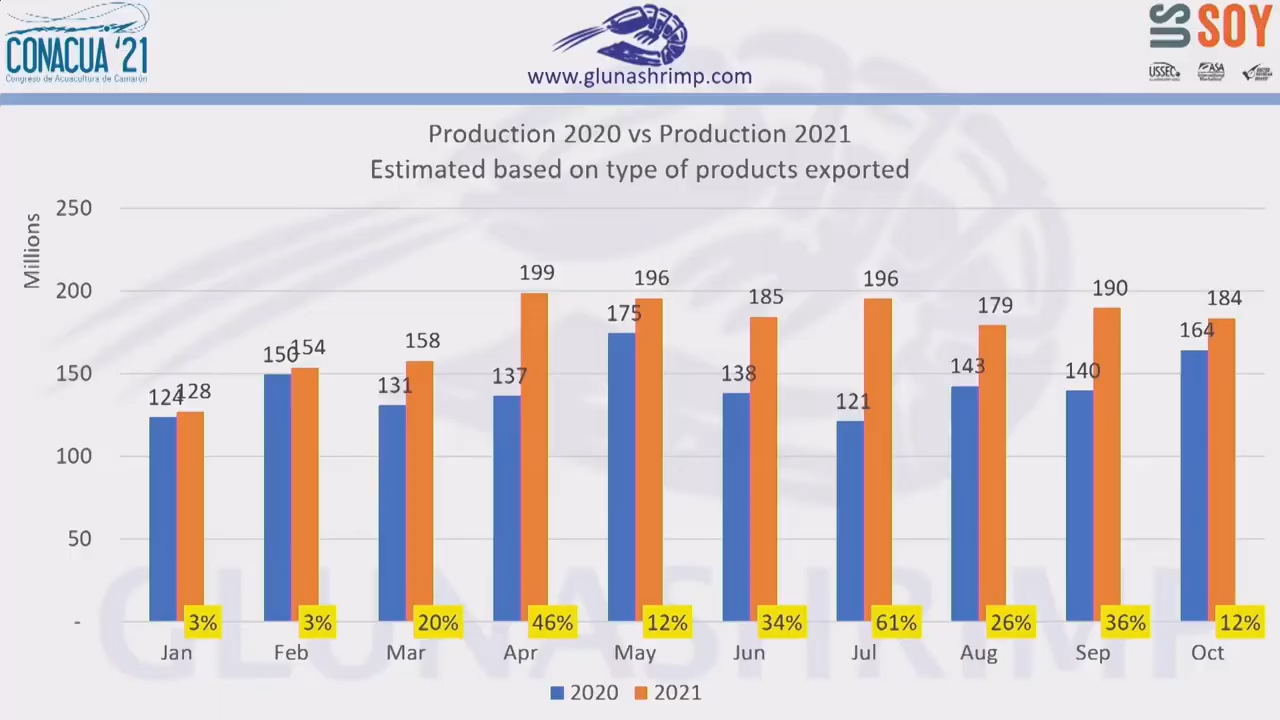 CONACUA '21
Congreso de Acuacultura de Camarón
www.glunashrimp.com
US SOY
USSEC
ASA
Production 2020 vs Production 2021
Estimated based on type of products exported
Millions
250
200
150
100
50
-
124 128 150 154 131 158 137 199 175 196 138 185 121 196 143 179 140 190 164 184
3% 3% 20% 46% 12% 34% 61% 26% 36% 12%
Jan Feb Mar Apr May Jun Jul Aug Sep Oct
2020 2021
GLUNASHRIMP